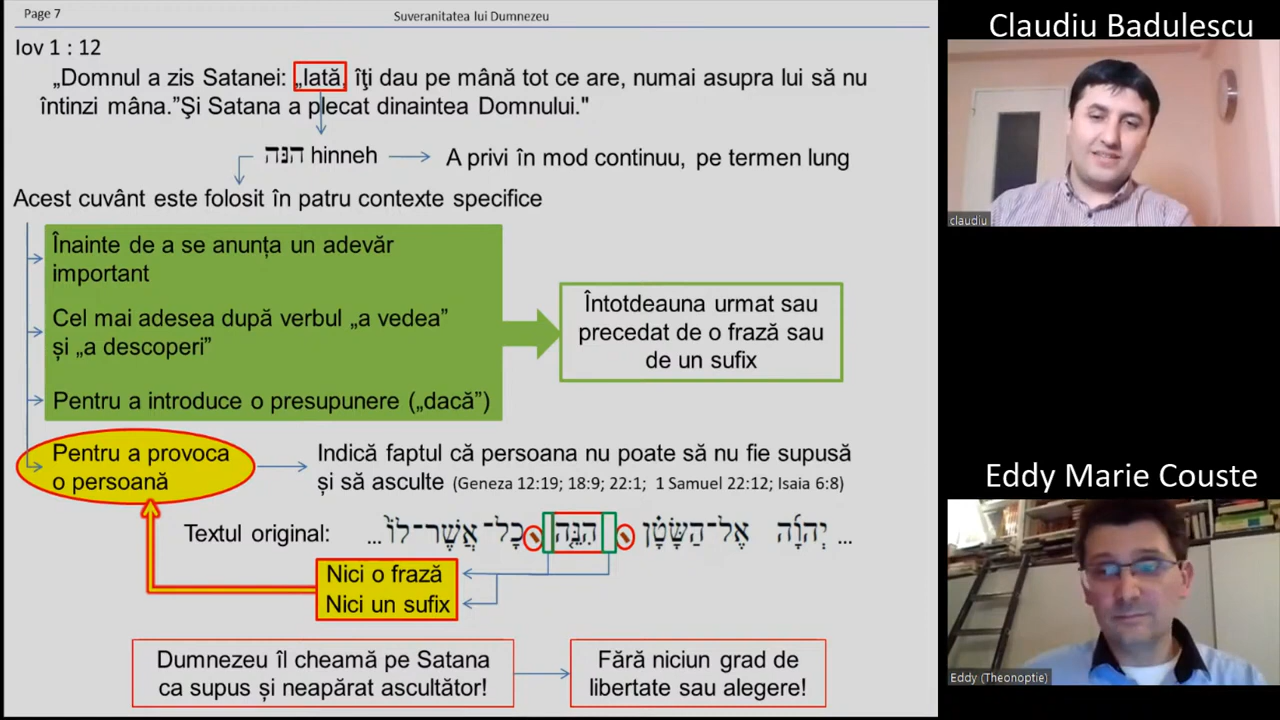 Page 7
Suveranitatea lui Dumnezeu
Iov 1 : 12
„Domnul a zis Satanei: „Iată, îţi dau pe mână tot ce are, numai asupra lui să nu
întinzi mâna.”Şi Satana a plecat dinaintea Domnului."
הנּה hinneh
A privi în mod continuu, pe termen lung
Acest cuvânt este folosit în patru contexte specifice
Înainte de a se anunța un adevăr
important
Cel mai adesea după verbul „a vedea”
și „a descoperi”
Pentru a introduce o presupunere („dacă”)
Întotdeauna urmat sau
precedat de o frază sau
de un sufix
Pentru a provoca
o persoană
Indică faptul că persoana nu poate să nu fie supusă
și să asculte (Geneza 12:19; 18:9; 22:1; 1 Samuel 22:12; Isaia 6:8)
Textul original:
... יְהוָ֜ה אֶל־הַשָּׂטָ֗ן הִנֵּ֤ה כָל־אֲשֶׁר־לוֹ֙...
Nici o frază
Nici un sufix
Dumnezeu îl cheamă pe Satana
ca supus și neapărat ascultător!
Fără niciun grad de
libertate sau alegere!
Claudiu Badulescu
claudiu
Eddy Marie Couste
Eddy (Theonoptie)